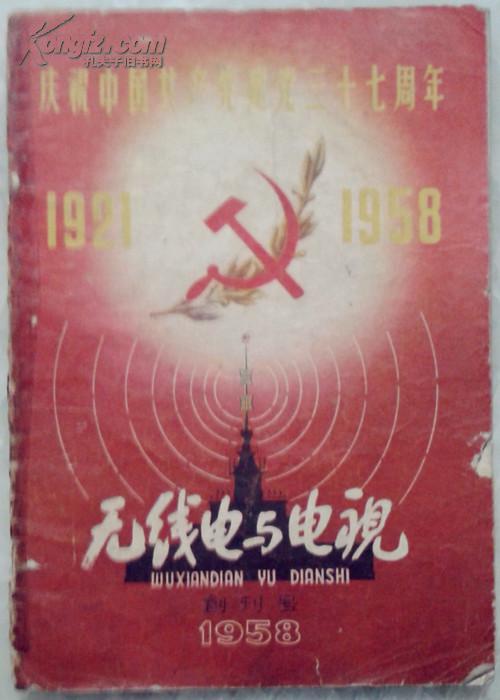 Kongfz.com
孔夫子旧书网
庆祝中国共产党建党三十七周年
1921 1958
无线电与电视
WUXIANDIAN YU DIANSHI
創刊号
1958